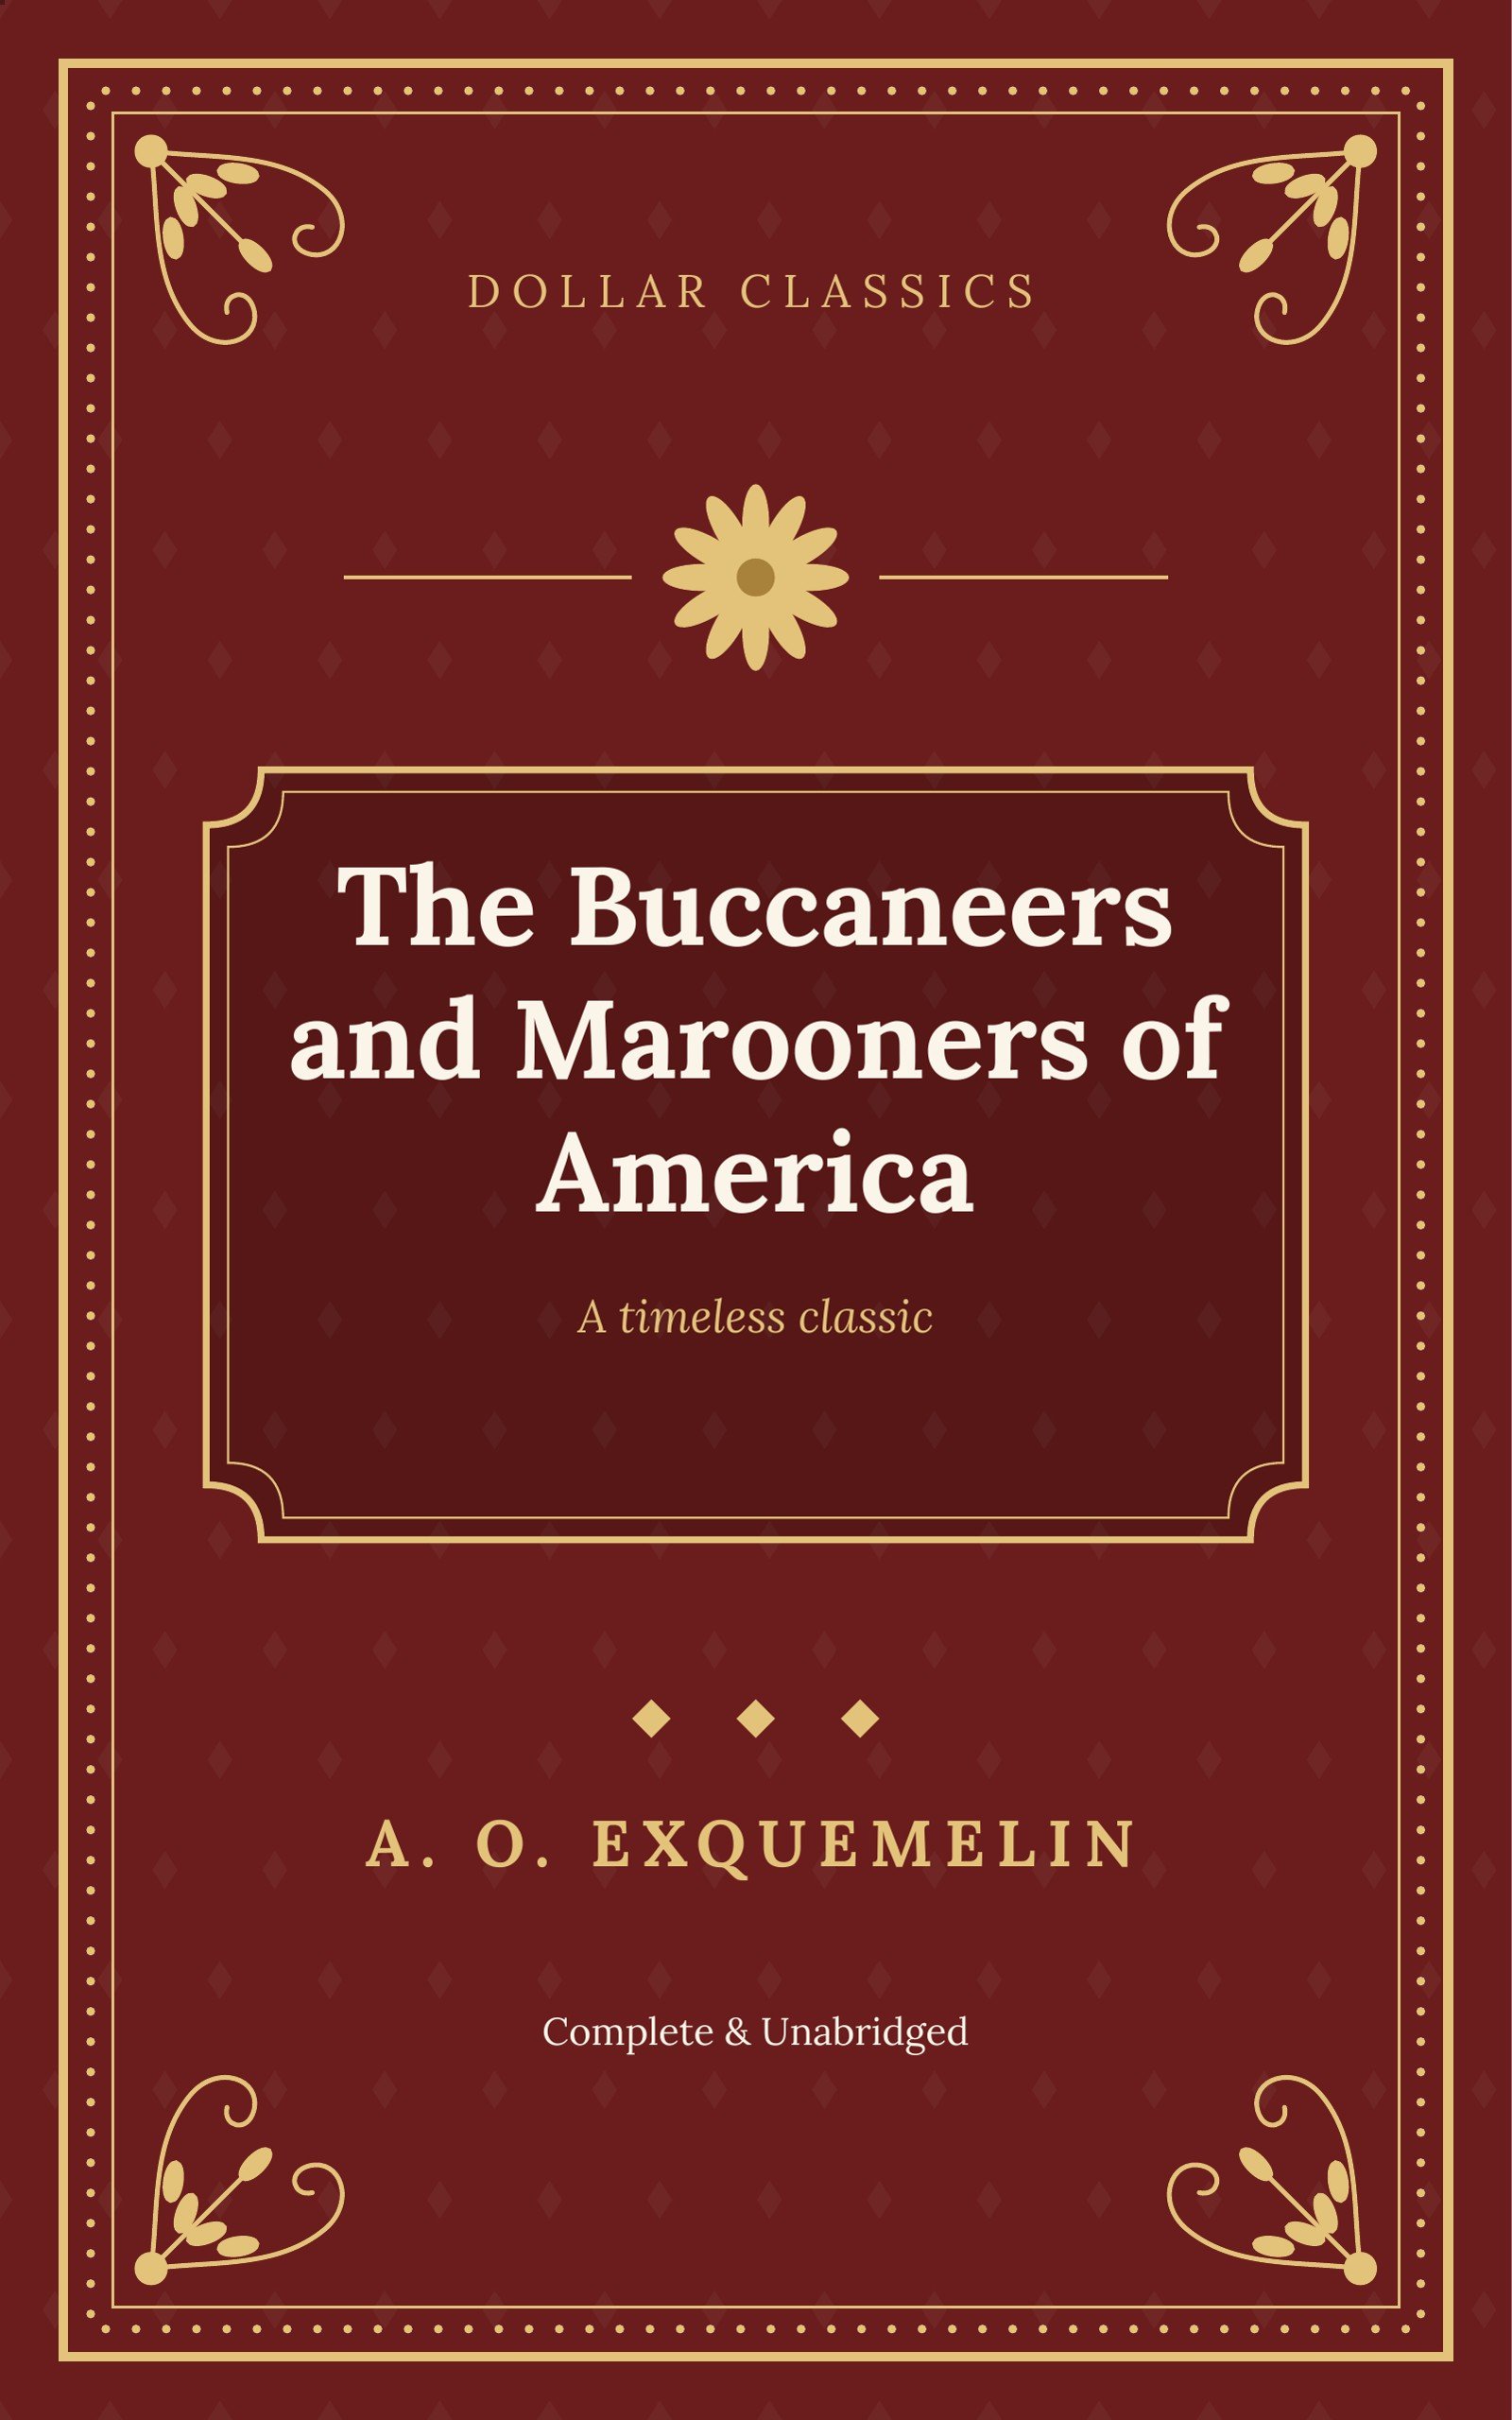 DOLLAR CLASSICS
The Buccaneers
and Marooners of
America
A timeless classic
A. O. EXQUEMELIN
Complete & Unabridged